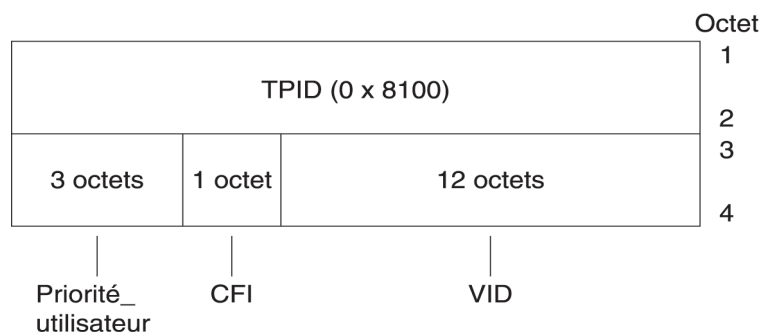 Octet
1
TPID (0 x 8100)
2
3
3 octets
1 octet
12 octets
4
Priorité_
utilisateur
CFI
VID